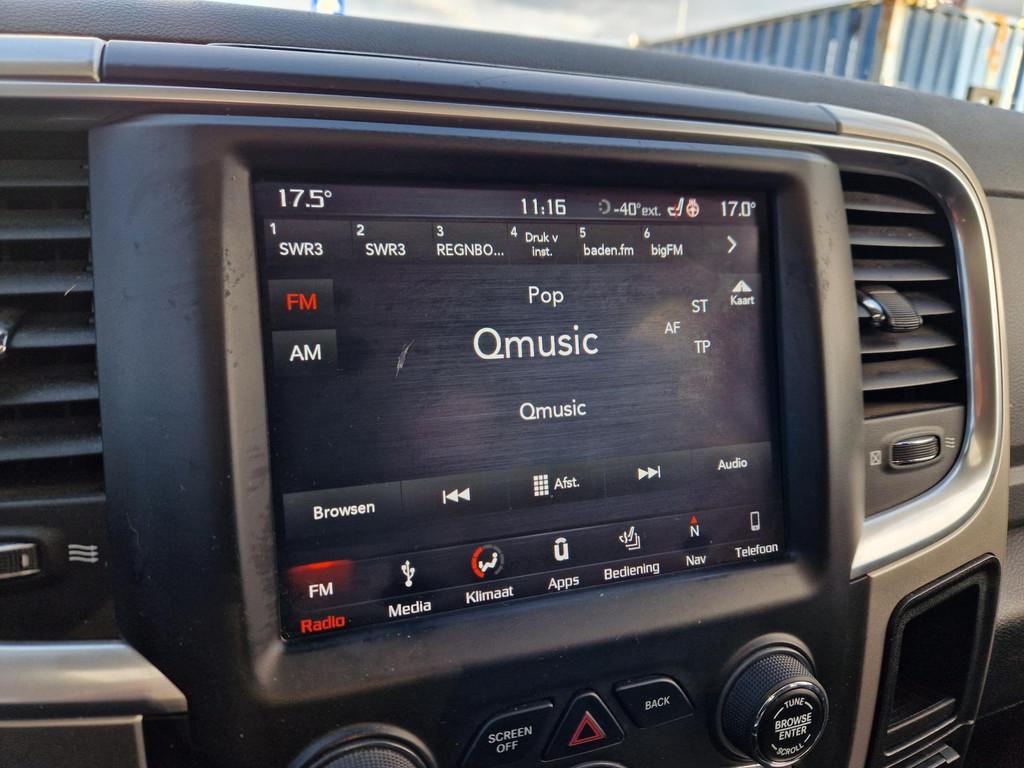 17.5°
11:16
-40°ext.
17.0°
1
SWR3
2
SWR3
3
REGNBO...
4
Druk v
inst.
5
baden.fm
6
bigFM
FM
Pop
ST
Kaart
AM
Qmusic
AF
TP
Qmusic
Browsen
Afst.
Audio
FM
Radio
Media
Klimaat
Apps
Bediening
N
Nav
Telefoon
SCREEN
OFF
BACK
TUNE
BROWSE
ENTER
SCROLL